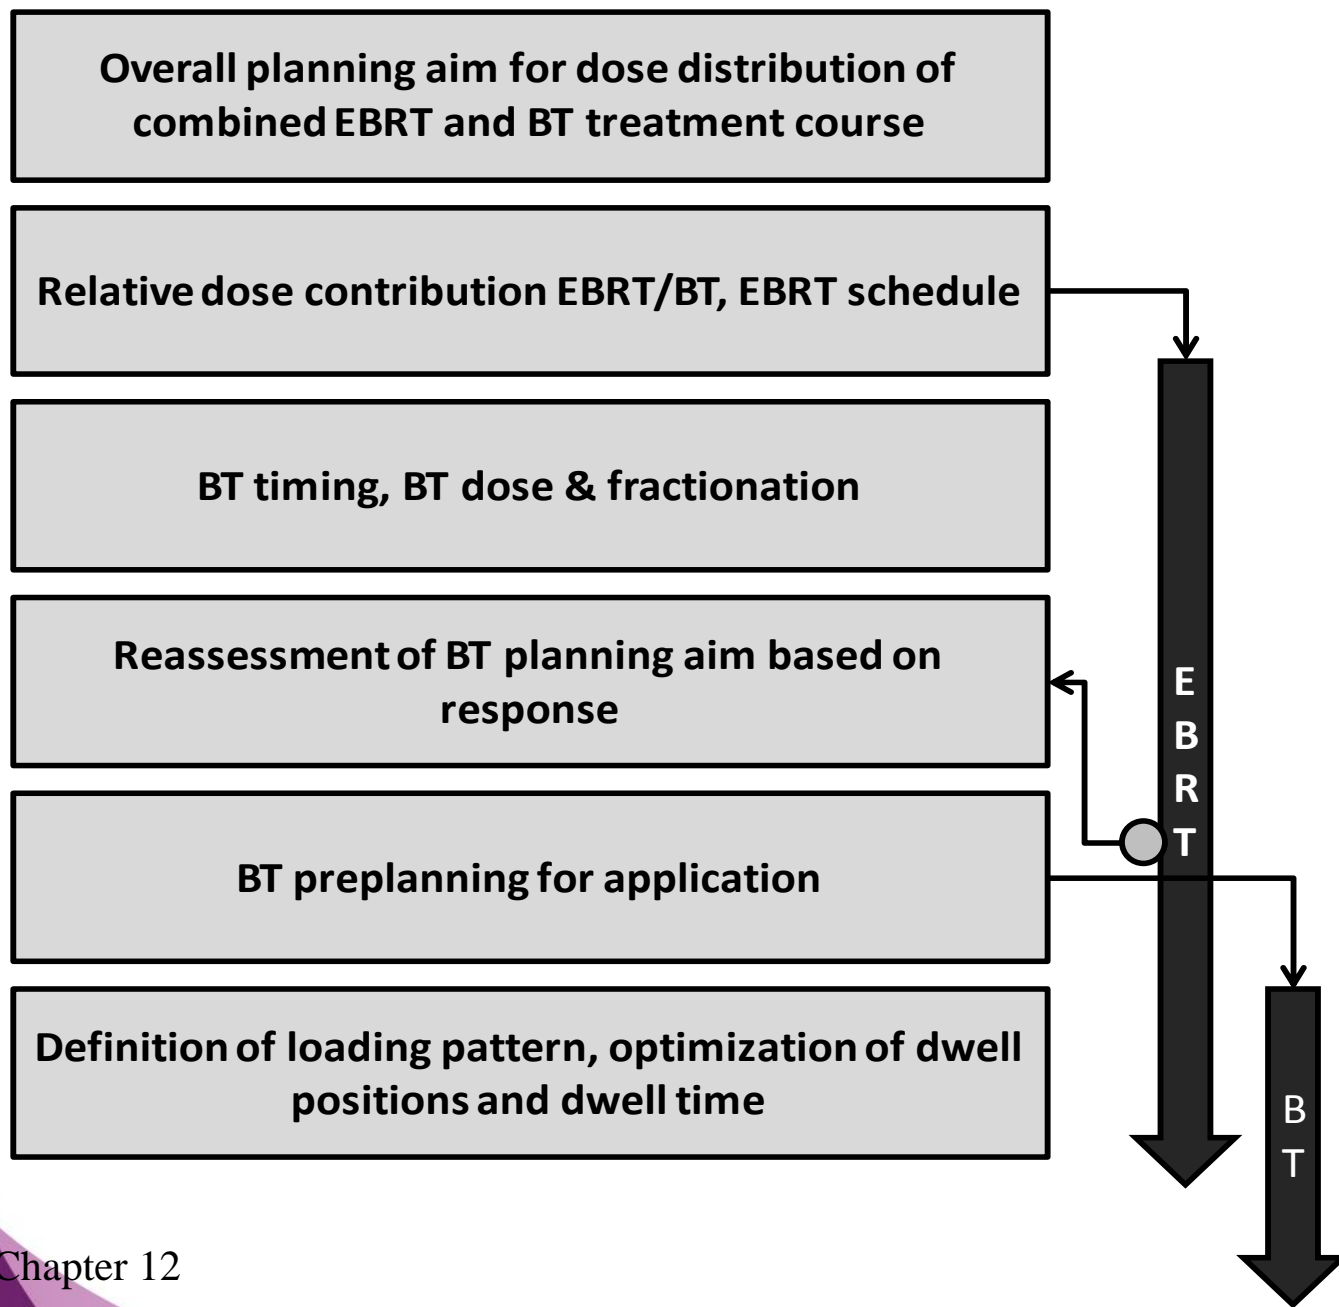 Overall planning aim for dose distribution of
combined EBRT and BT treatment course
Relative dose contribution EBRT/BT, EBRT schedule
BT timing, BT dose & fractionation
Reassessment of BT planning aim based on
response
BT preplanning for application
Definition of loading pattern, optimization of dwell
positions and dwell time
E
B
R
T
B
T
Chapter 12